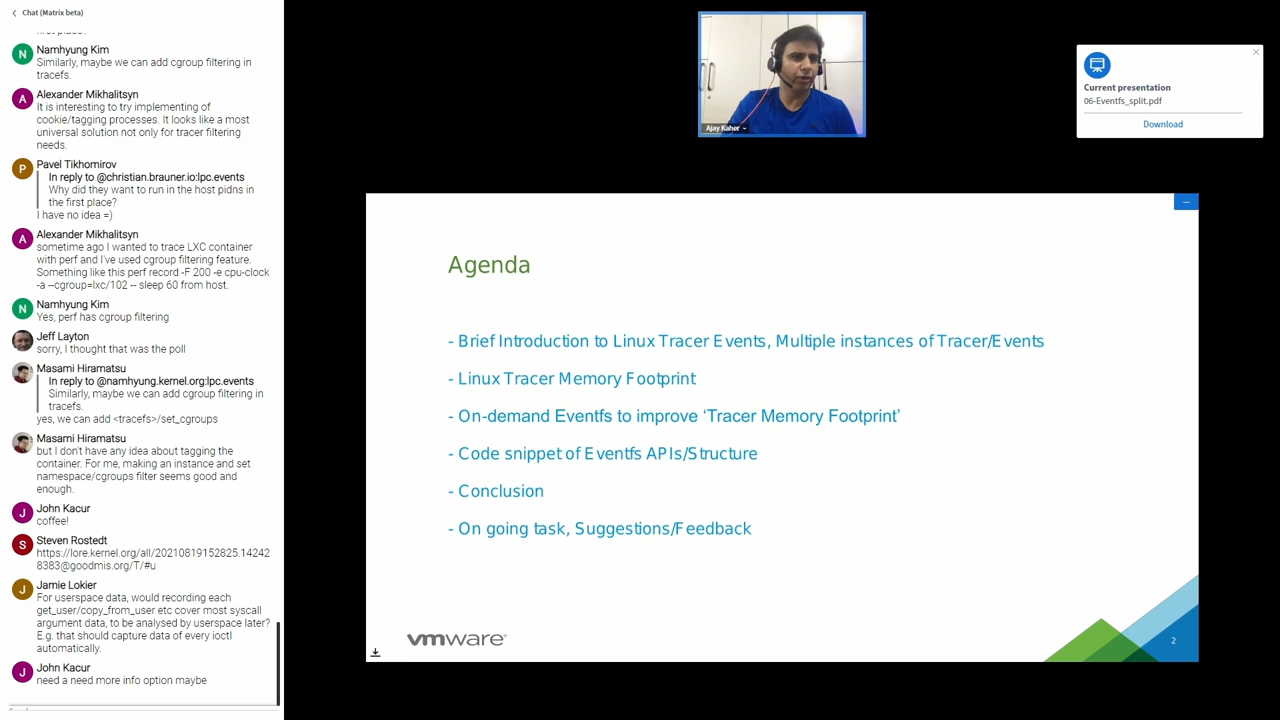 Chat (Matrix beta)
first place?
N
Namhyung Kim
Similarly, maybe we can add cgroup filtering in
tracefs.
A
Alexander Mikhalitsyn
It is interesting to try implementing of
cookie/tagging processes. It looks like a most
universal solution not only for tracer filtering
needs.
P
Pavel Tikhomirov
In reply to @christian.brauner.io:lpc.events
Why did they want to run in the host pidns in
the first place?
I have no idea =)
A
Alexander Mikhalitsyn
sometime ago I wanted to trace LXC container
with perf and I've used cgroup filtering feature.
Something like this perf record -F 200 -e cpu-clock
-a --cgroup=lxc/102 -- sleep 60 from host.
N
Namhyung Kim
Yes, perf has cgroup filtering
Jeff Layton
sorry, I thought that was the poll
Masami Hiramatsu
In reply to @namhyung.kernel.org:lpc.events
Similarly, maybe we can add cgroup filtering in
tracefs.
yes, we can add <tracefs>/set_cgroups
Masami Hiramatsu
but I don't have any idea about tagging the
container. For me, making an instance and set
namespace/cgroups filter seems good and
enough.
J
John Kacur
coffee!
S
Steven Rostedt
https://lore.kernel.org/all/20210819152825.14242
8383@goodmis.org/T/#u
J
Jamie Lokier
For userspace data, would recording each
get_user/copy_from_user etc cover most syscall
argument data, to be analysed by userspace later?
E.g. that should capture data of every ioctl
automatically.
J
John Kacur
need a need more info option maybe
Ajay Kaher
Current presentation
06-Eventfs_split.pdf
Download
Agenda
- Brief Introduction to Linux Tracer Events, Multiple instances of Tracer/Events
- Linux Tracer Memory Footprint
- On-demand Eventfs to improve ‘Tracer Memory Footprint’
- Code snippet of Eventfs APIs/Structure
- Conclusion
- On going task, Suggestions/Feedback
vmware®
2